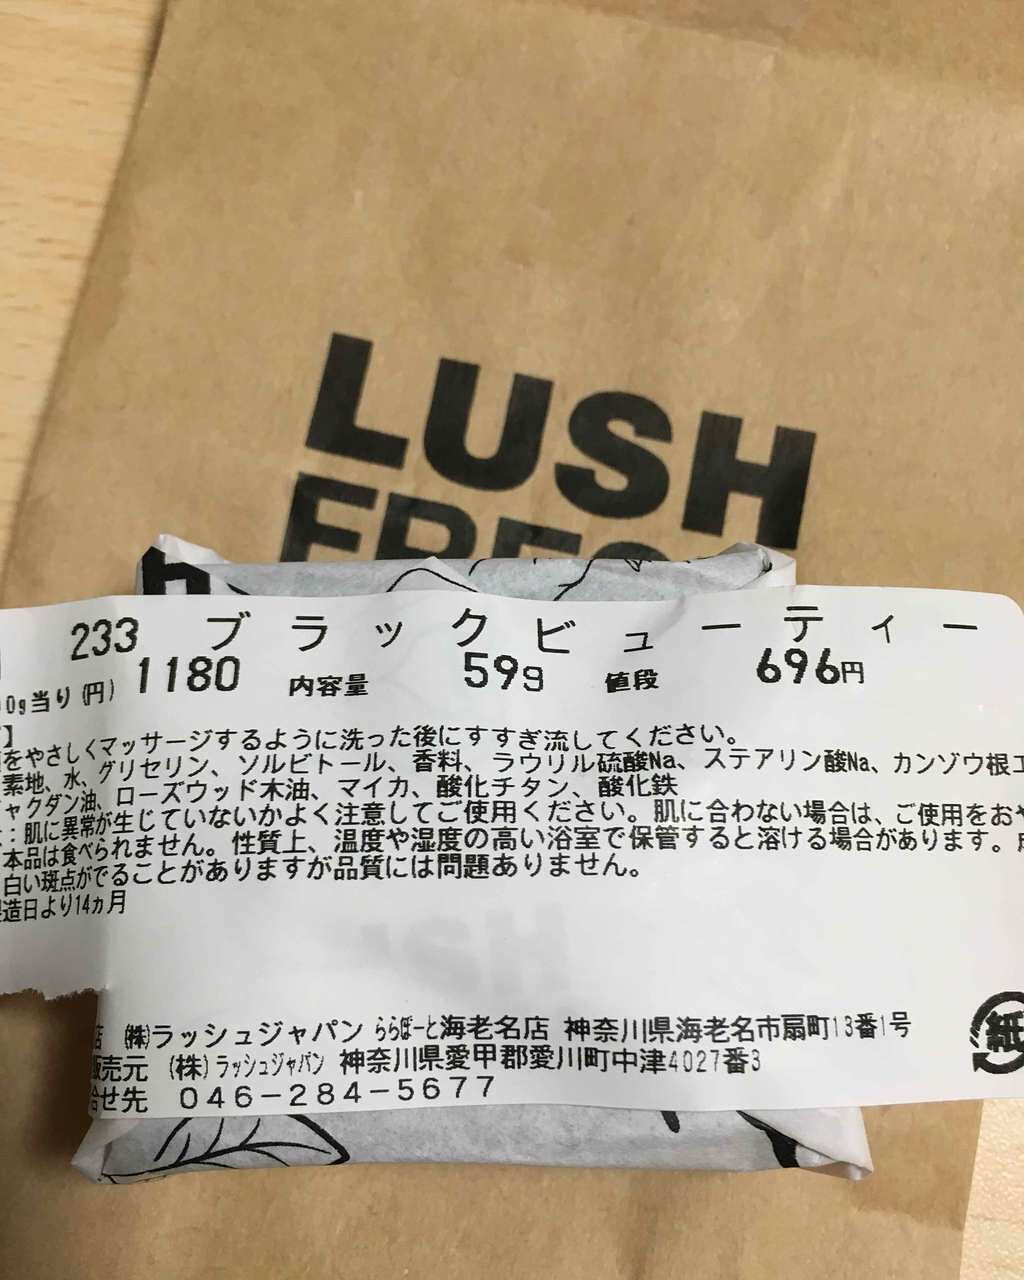 LUSH
233 ブラックビューティー
0g当り(円) 1180 内容量 59g 値段 696円
】
をやさしくマッサージするように洗った後にすすぎ流してください。
素地、水、グリセリン、ソルビトール、香料、ラウリル硫酸Na、ステアリン酸Na、カンゾウ根エ
ャクダン油、ローズウッド木油、マイカ、酸化チタン、酸化鉄
:肌に異常が生じていないかよく注意してご使用ください。肌に合わない場合は、ご使用をおや
本品は食べられません。性質上、温度や湿度の高い浴室で保管すると溶ける場合があります。
白い斑点がでることがありますが品質には問題ありません。
造日より14ヵ月
店 (株)ラッシュジャパン ららぽーと海老名店 神奈川県海老名市扇町13番1号
販売元 (株)ラッシュジャパン 神奈川県愛甲郡愛川町中津4027番3
合せ先 046-284-5677
紙